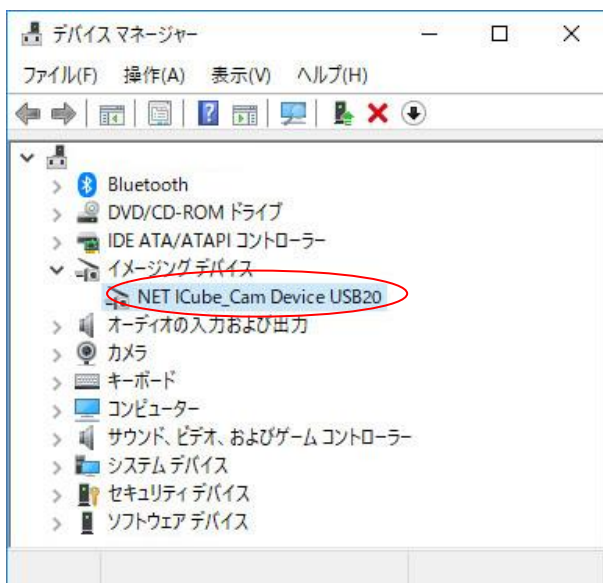 デバイス マネージャー
ファイル(F) 操作(A) 表示(V) ヘルプ(H)
Bluetooth
DVD/CD-ROM ドライブ
IDE ATA/ATAPI コントローラー
イメージング デバイス
NET ICube_Cam Device USB20
オーディオの入力および出力
カメラ
キーボード
コンピューター
サウンド、ビデオ、およびゲーム コントローラー
システム デバイス
セキュリティ デバイス
ソフトウェア デバイス